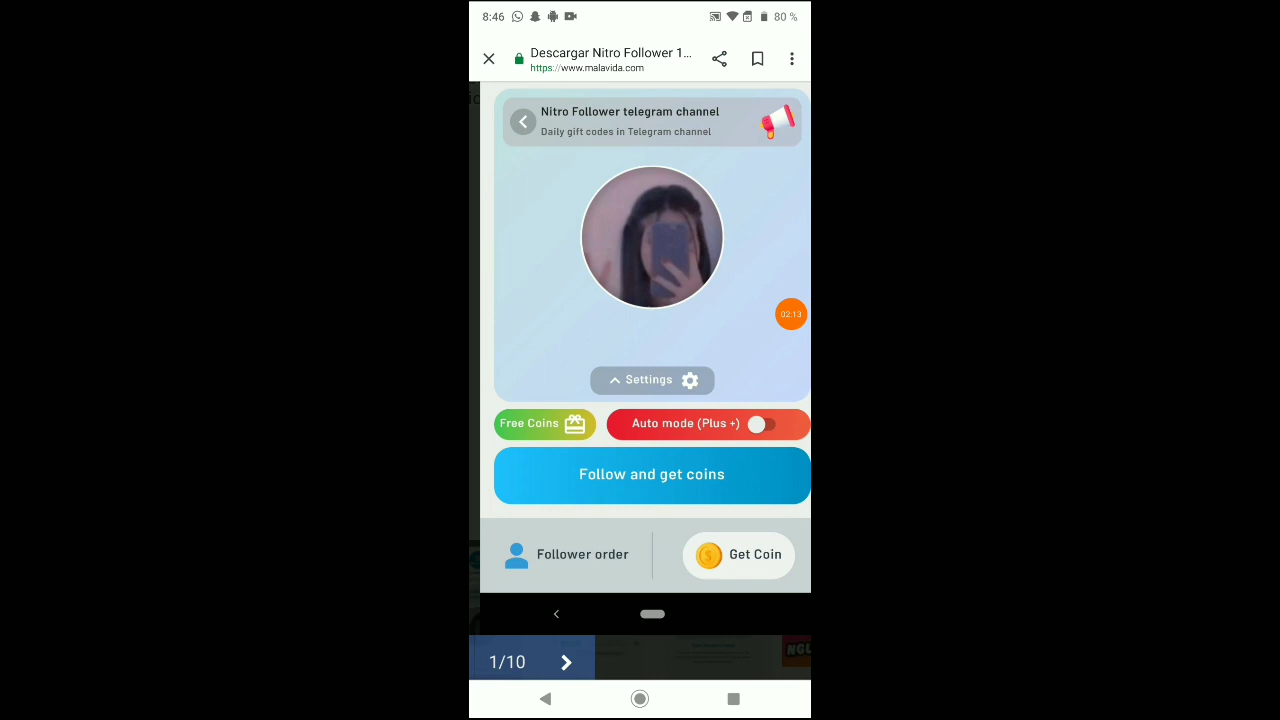 8:46
80 %
Descargar Nitro Follower 1...
https://www.malavida.com
Nitro Follower telegram channel
Daily gift codes in Telegram channel
02:13
Settings
Free Coins
Auto mode (Plus +)
Follow and get coins
Follower order
Get Coin
1/10